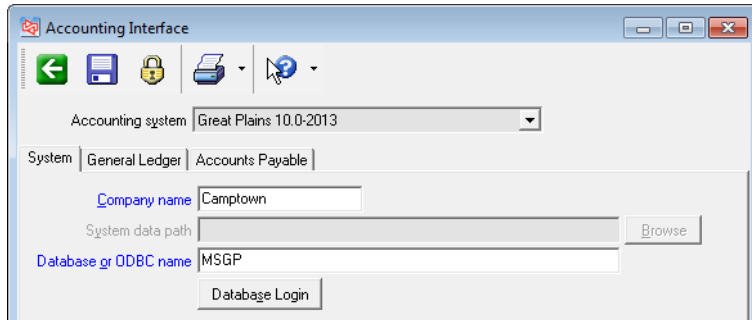 Accounting Interface
Accounting system Great Plains 10.0-2013
System General Ledger Accounts Payable
Company name Camptown
System data path Browse
Database or ODBC name MSGP
Database Login